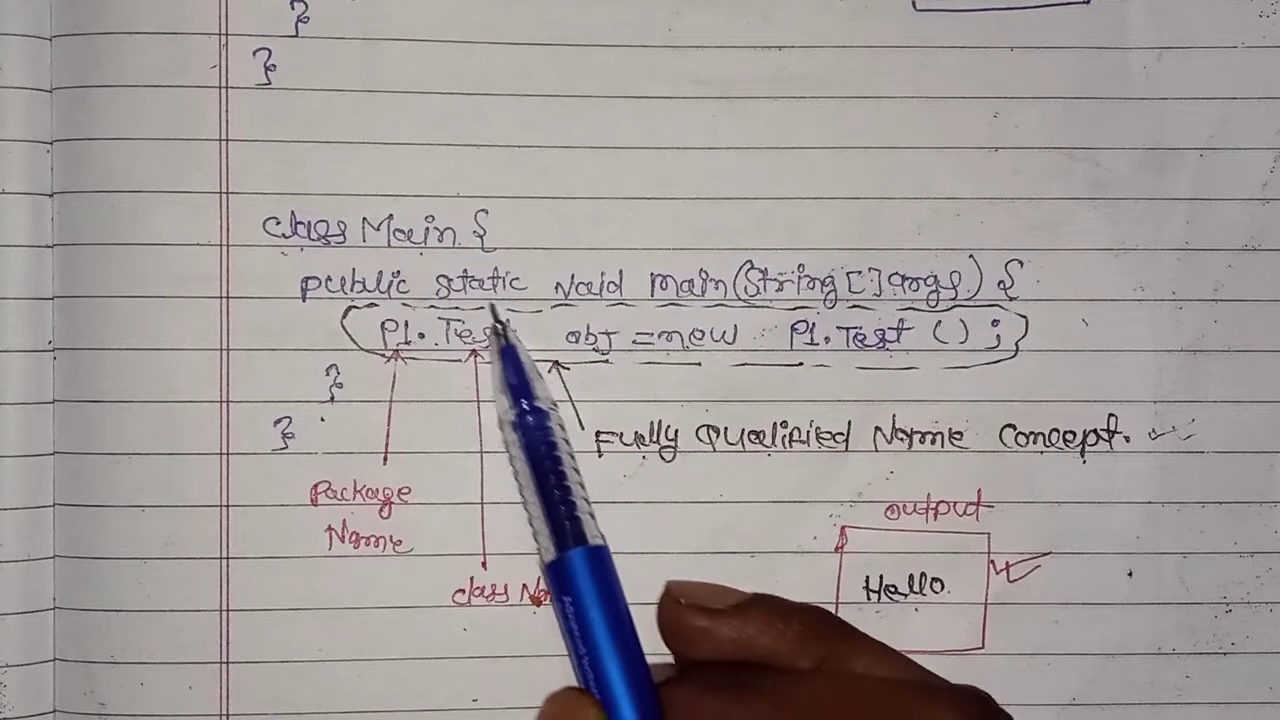 }
}
class Main {
public static void main(String[] args) {
P1.Test obj = new P1.Test ( ) ;
}
}
Fully Qualified Name Concept.
Package
Name
class
output
Hello.